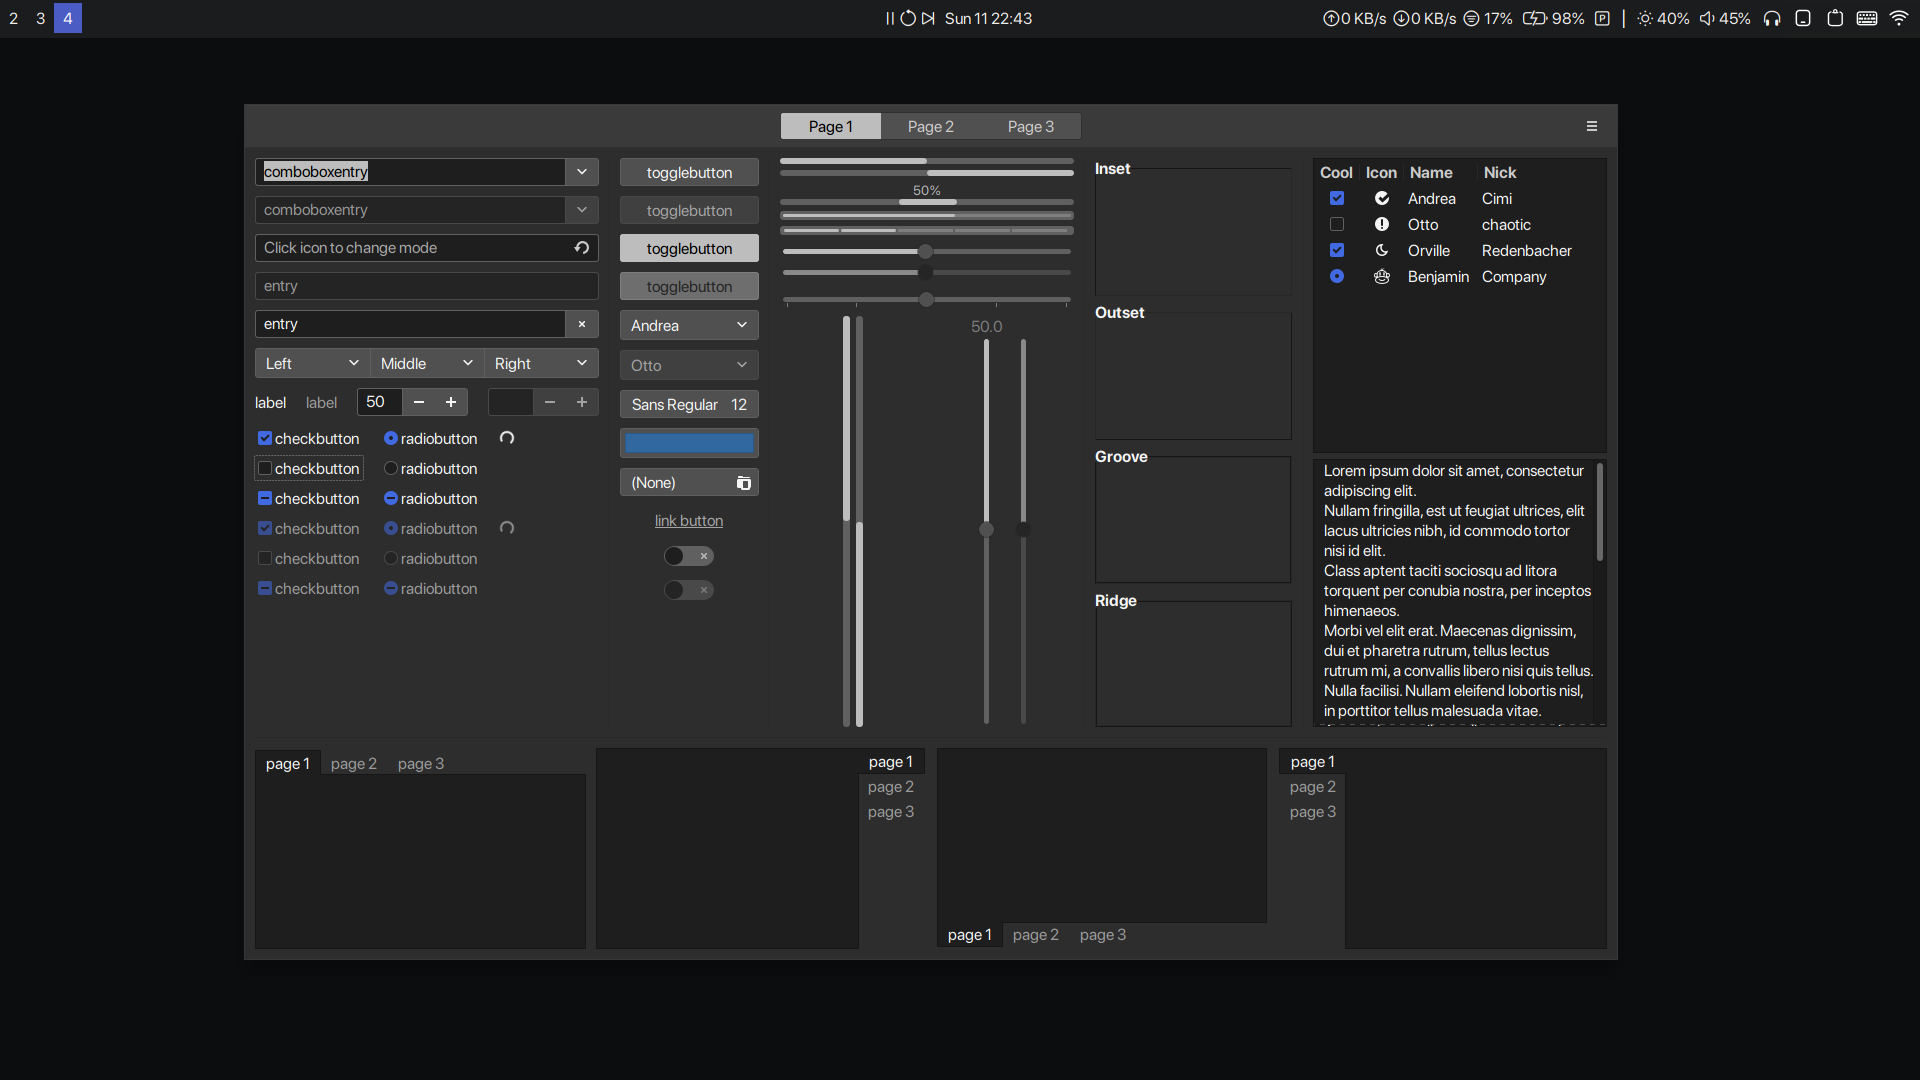 2 3 4
Sun 11 22:43
0 KB/s 0 KB/s 17% 98% P | 40% 45%
Page 1 Page 2 Page 3
comboboxentry
comboboxentry
Click icon to change mode
entry
entry
Left Middle Right
label label 50
checkbutton radiobutton
checkbutton radiobutton
checkbutton radiobutton
checkbutton radiobutton
checkbutton radiobutton
checkbutton radiobutton
togglebutton
togglebutton
togglebutton
togglebutton
Andrea
Otto
Sans Regular 12
(None)
link button
50%
50.0
Inset
Outset
Groove
Ridge
Cool Icon Name Nick
Andrea Cimi
Otto chaotic
Orville Redenbacher
Benjamin Company
Lorem ipsum dolor sit amet, consectetur
adipiscing elit.
Nullam fringilla, est ut feugiat ultrices, elit
lacus ultricies nibh, id commodo tortor
nisi id elit.
Class aptent taciti sociosqu ad litora
torquent per conubia nostra, per inceptos
himenaeos.
Morbi vel elit erat. Maecenas dignissim,
dui et pharetra rutrum, tellus lectus
rutrum mi, a convallis libero nisi quis tellus.
Nulla facilisi. Nullam eleifend lobortis nisl,
in porttitor tellus malesuada vitae.
page 1 page 2 page 3
page 1
page 2
page 3
page 1 page 2 page 3
page 1
page 2
page 3